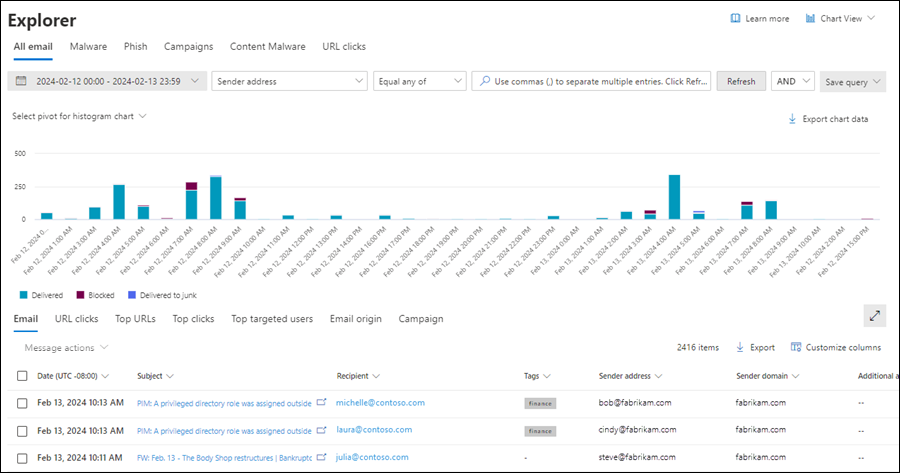 Explorer
Learn more
Chart View
All email Malware Phish Campaigns Content Malware URL clicks
2024-02-12 00:00 - 2024-02-13 23:59 Sender address Equal any of Use commas (,) to separate multiple entries. Click Refr... Refresh AND Save query
Select pivot for histogram chart
Export chart data
500
250
0
Feb 12, 2024 0...
Feb 12, 2024 1:00 AM
Feb 12, 2024 3:00 AM
Feb 12, 2024 4:00 AM
Feb 12, 2024 5:00 AM
Feb 12, 2024 6:00 AM
Feb 12, 2024 7:00 AM
Feb 12, 2024 8:00 AM
Feb 12, 2024 9:00 AM
Feb 12, 2024 10:00 AM
Feb 12, 2024 11:00 AM
Feb 12, 2024 12:00 PM
Feb 12, 2024 13:00 PM
Feb 12, 2024 14:00 PM
Feb 12, 2024 16:00 PM
Feb 12, 2024 17:00 PM
Feb 12, 2024 18:00 PM
Feb 12, 2024 19:00 PM
Feb 12, 2024 20:00 PM
Feb 12, 2024 21:00 PM
Feb 12, 2024 22:00 PM
Feb 12, 2024 23:00 PM
Feb 13, 2024 0:00 AM
Feb 13, 2024 1:00 AM
Feb 13, 2024 2:00 AM
Feb 13, 2024 3:00 AM
Feb 13, 2024 4:00 AM
Feb 13, 2024 5:00 AM
Feb 13, 2024 6:00 AM
Feb 13, 2024 7:00 AM
Feb 13, 2024 8:00 AM
Feb 13, 2024 9:00 AM
Feb 13, 2024 10:00 AM
Feb 12, 2024 2:00 AM
Feb 12, 2024 15:00 PM
Delivered Blocked Delivered to junk
Email URL clicks Top URLs Top clicks Top targeted users Email origin Campaign
Message actions
2416 items Export Customize columns
Date (UTC -08:00) Subject Recipient Tags Sender address Sender domain Additional a
Feb 13, 2024 10:13 AM PIM: A privileged directory role was assigned outside michelle@contoso.com finance bob@fabrikam.com fabrikam.com --
Feb 13, 2024 10:13 AM PIM: A privileged directory role was assigned outside laura@contoso.com finance cindy@fabrikam.com fabrikam.com --
Feb 13, 2024 10:11 AM FW: Feb. 13 - The Body Shop restructures | Bankruptc julia@contoso.com - steve@fabrikam.com fabrikam.com --